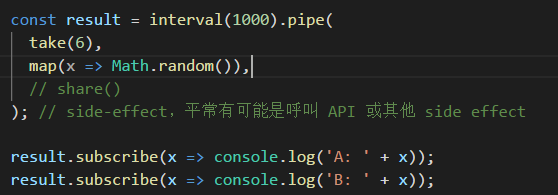 const result = interval(1000).pipe(
  take(6),
  map(x => Math.random()),
  // share()
); // side-effect，平常有可能是呼叫 API 或其他 side effect

result.subscribe(x => console.log('A: ' + x));
result.subscribe(x => console.log('B: ' + x));